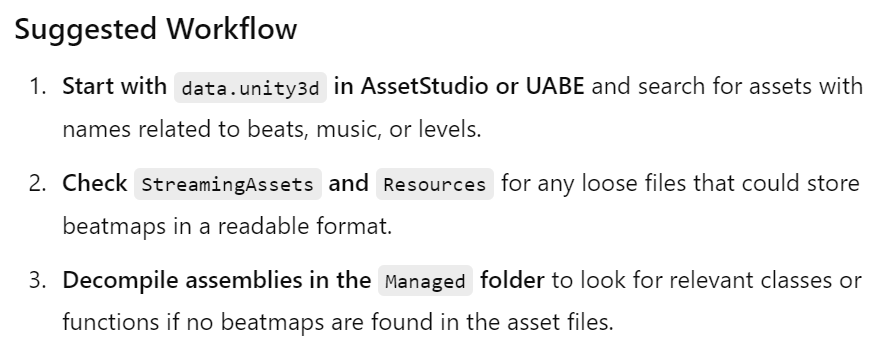 Suggested Workflow
1. Start with data.unity3d in AssetStudio or UABE and search for assets with
names related to beats, music, or levels.
2. Check StreamingAssets and Resources for any loose files that could store
beatmaps in a readable format.
3. Decompile assemblies in the Managed folder to look for relevant classes or
functions if no beatmaps are found in the asset files.